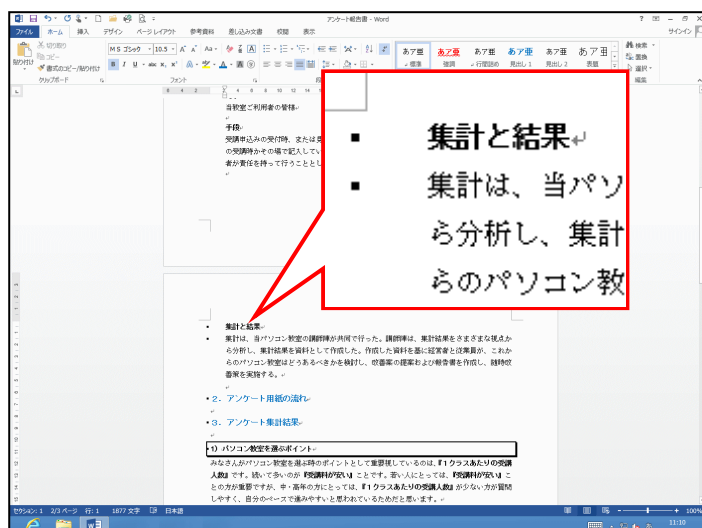 アンケート報告書 - Word
ファイル ホーム 挿入 デザイン ページ レイアウト 参考資料 差し込み文書 校閲 表示 サインイン
貼り付け
切り取り
コピー
書式のコピー/貼り付け
クリップボード
MS ゴシック 10.5
フォント
あア亜 あア亜 あア亜 あア亜 あア亜 あア亜
標準 強調 行間詰め 見出し 1 見出し 2 表題
検索
置換
選択
編集
当教室ご利用者の皆様
手段
受講申込みの受付時、または受
の受講時かその場で記入してい
者が責任を持って行うこととし
集計と結果
集計は、当パソ
ら分析し、集計
らのパソコン教
集計と結果
集計は、当パソコン教室の講師陣が共同で行った。講師陣は、集計結果をさまざまな視点か
ら分析し、集計結果を資料として作成した。作成した資料を基に経営者と従業員が、これか
らのパソコン教室はどうあるべきかを検討し、改善案の提案および報告書を作成し、随時改
善策を実施する。
2. アンケート用紙の流れ
3. アンケート集計結果
1) パソコン教室を選ぶポイント
みなさんがパソコン教室を選ぶ時のポイントとして重要視しているのは、『1クラスあたりの受講
人数』です。続いて多いのが『受講料が安い』ことです。若い人にとっては、『受講料が安い』こ
との方が重要ですが、中・高年の方にとっては、『1クラスあたりの受講人数』が少ない方が質問
しやすく、自分のペースで進みやすいと思われているためだと思います。
セクション: 1 2/3 ページ 行: 1 1877 文字 日本語 100%
11:10